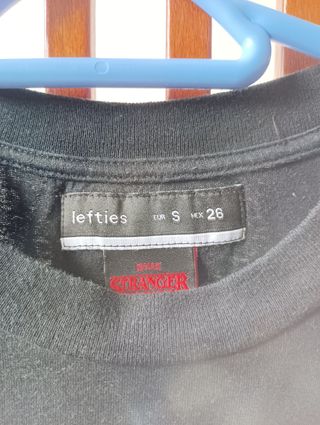 lefties EUR S MEX 26
STRANGER